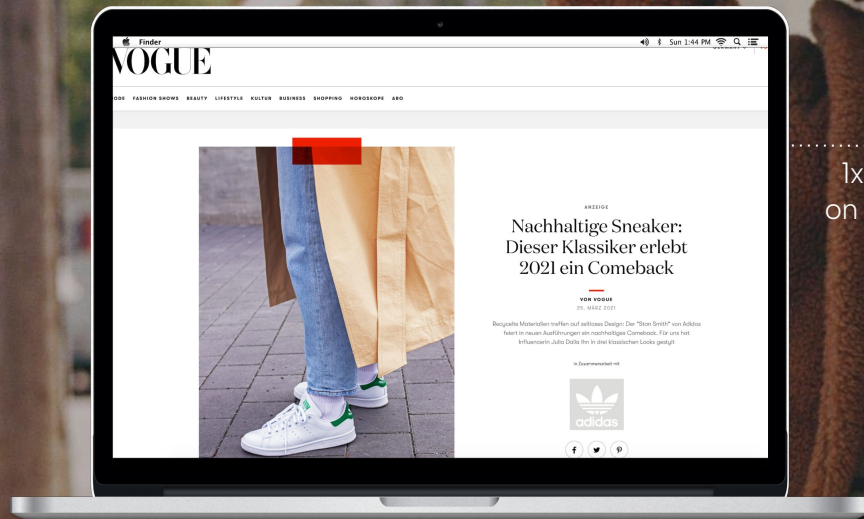 Finder
Sun 1:44 PM
VOGUE
FASHION SHOWS BEAUTY LIFESTYLE KULTUR BUSINESS SHOPPING HOROSKOPE ABO
ANZEIGE
Nachhaltige Sneaker:
Dieser Klassiker erlebt
2021 ein Comeback
VON VOGUE
25. MÄRZ 2021
Recycelte Materialien treffen auf zeitloses Design: Der "Stan Smith" von Adidas
feiert in neuen Ausführungen ein nachhaltiges Comeback. Für uns hat
Influencerin Julia Dalia ihn in drei klassischen Looks gestylt
In Zusammenarbeit mit
adidas
1x
on